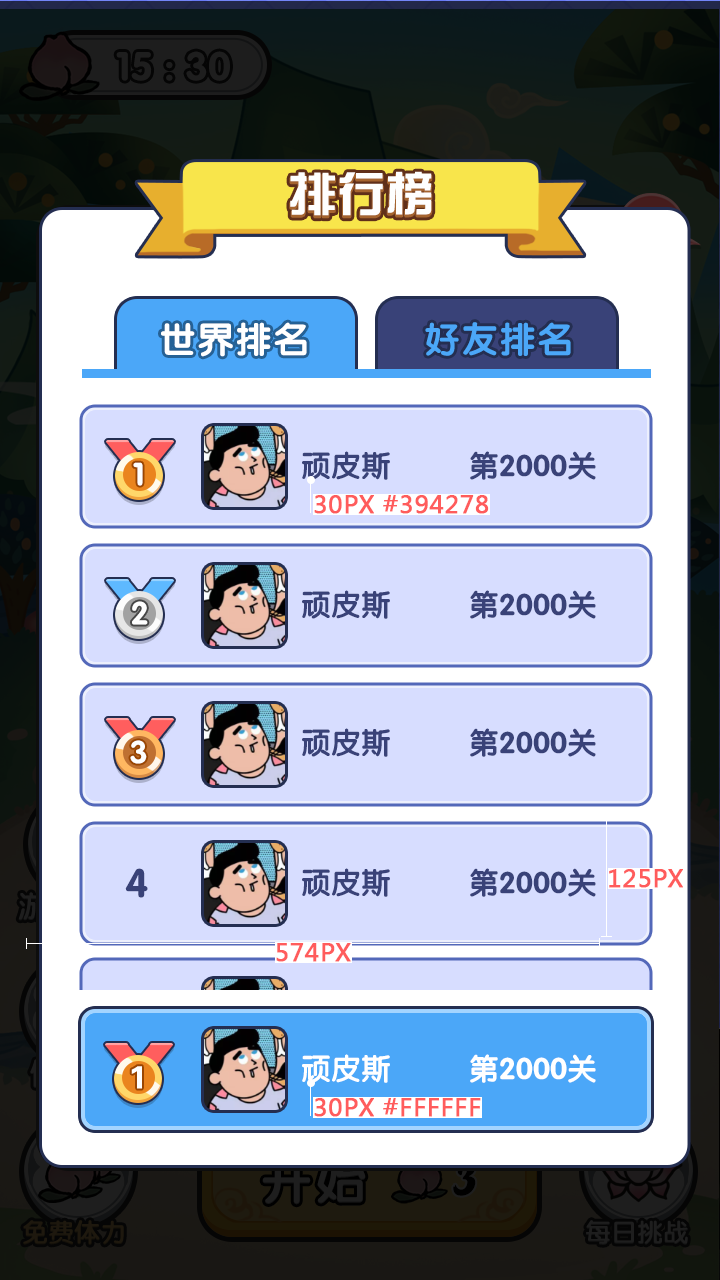 15:30
排行榜
世界排名
好友排名
1
顽皮斯
第2000关
30PX #394278
2
顽皮斯
第2000关
3
顽皮斯
第2000关
4
顽皮斯
第2000关
125PX
574PX
1
顽皮斯
第2000关
30PX #FFFFFF
开始
3
免费体力
每日挑战